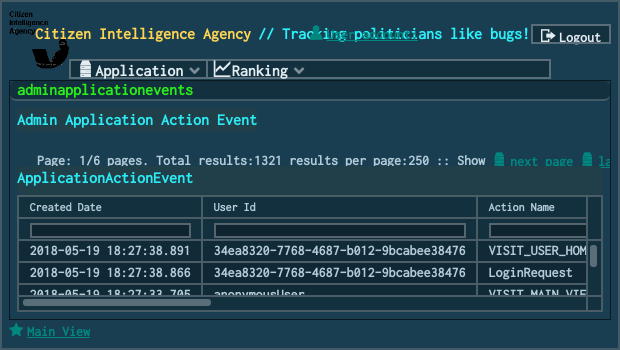 Citizen
Intelligence
Agency
Citizen Intelligence Agency // Tracking politicians like bugs!
Logout
Application Ranking
adminapplicationevents
Admin Application Action Event
Page: 1/6 pages. Total results:1321 results per page:250 :: Show next page la
ApplicationActionEvent
Created Date User Id Action Name
2018-05-19 18:27:38.891 34ea8320-7768-4687-b012-9bcabee38476 VISIT_USER_HOM
2018-05-19 18:27:38.866 34ea8320-7768-4687-b012-9bcabee38476 LoginRequest
2018-05-19 18:27:33.705 anonymousUser VISIT_MAIN_VIE
Main View